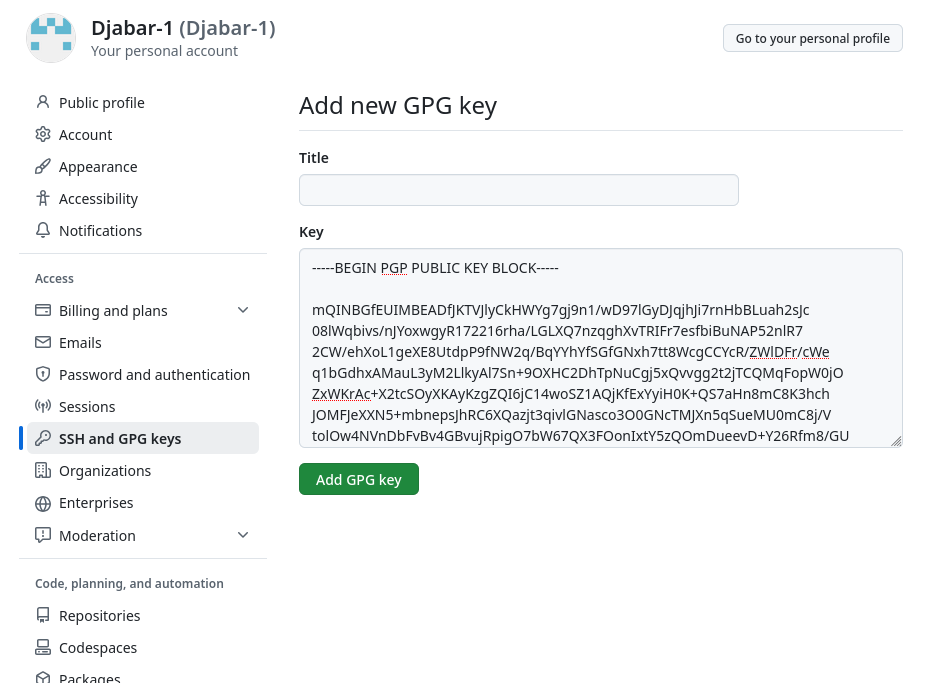 Djabar-1 (Djabar-1)
Your personal account
Go to your personal profile
Public profile
Account
Appearance
Accessibility
Notifications
Access
Billing and plans
Emails
Password and authentication
Sessions
SSH and GPG keys
Organizations
Enterprises
Moderation
Code, planning, and automation
Repositories
Codespaces
Packages
Add new GPG key
Title
Key
-----BEGIN PGP PUBLIC KEY BLOCK-----
mQINBGfEUIMBEADfJKTVJlyCkHWYg7gj9n1/wD97lGyDJqjhJi7rnHbBLuah2sJc
08lWqbivs/nJYoxwgyR172216rha/LGLXQ7nzqghXvTRIFr7esfbiBuNAP52nlR7
2CW/ehXoL1geXE8UtdpP9fNW2q/BqYYhYfSGfGNxh7tt8WcgCCYcR/ZWlDFr/cWe
q1bGdhxAMauL3yM2LlkyAl7Sn+9OXHC2DhTpNuCgj5xQvvgg2t2jTCQMqFopW0jO
ZxWKrAc+X2tcSOyXKAyKzgZQI6jC14woSZ1AQjKfExYyiH0K+QS7aHn8mC8K3hch
JOMFJeXXN5+mbnepsJhRC6XQazjt3qivlGNasco3O0GNcTMJXn5qSueMU0mC8j/V
tolOw4NVnDbFvBv4GBvujRpigO7bW67QX3FOonIxtY5zQOmDueevD+Y26Rfm8/GU
Add GPG key